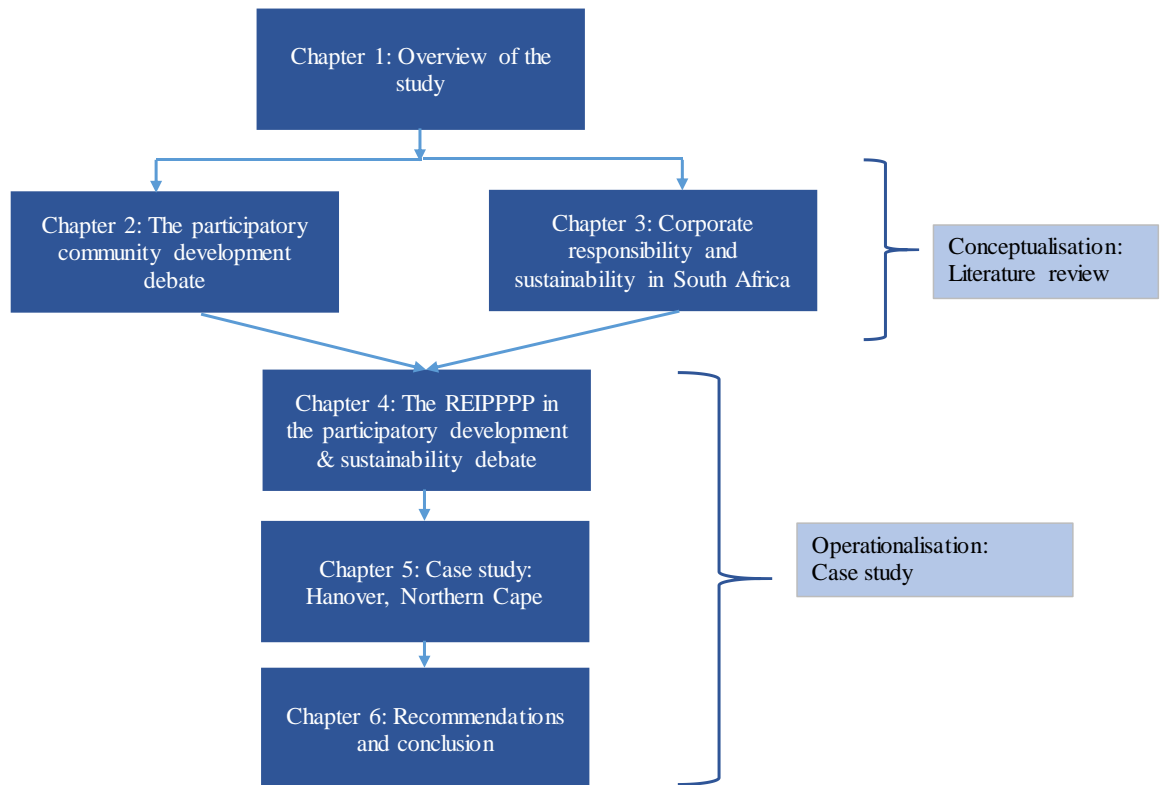 Chapter 1: Overview of the
study
Chapter 2: The participatory
community development
debate
Chapter 3: Corporate
responsibility and
sustainability in South Africa
Conceptualisation:
Literature review
Chapter 4: The REIPPPP in
the participatory development
& sustainability debate
Chapter 5: Case study:
Hanover, Northern Cape
Operationalisation:
Case study
Chapter 6: Recommendations
and conclusion